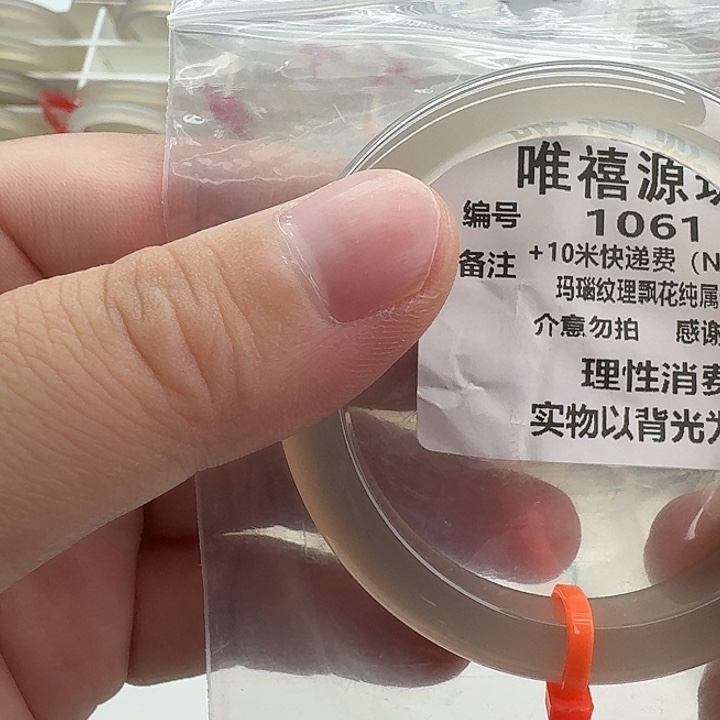 唯禧源
编号 1061
备注 +10米快递费（N
玛瑙纹理飘花纯属
介意勿拍 感谢
理性消费
实物以背光为